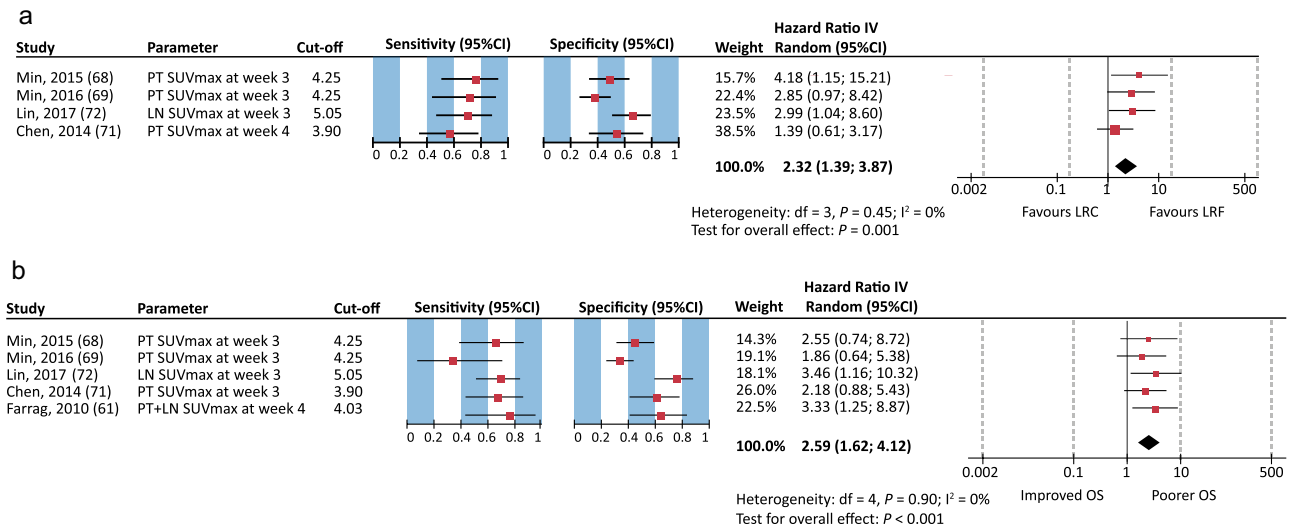 a
Hazard Ratio IV
Study Parameter Cut-off Sensitivity (95%CI) Specificity (95%CI) Weight Random (95%CI)
Min, 2015 (68) PT SUVmax at week 3 4.25 15.7% 4.18 (1.15; 15.21)
Min, 2016 (69) PT SUVmax at week 3 4.25 22.4% 2.85 (0.97; 8.42)
Lin, 2017 (72) LN SUVmax at week 3 5.05 23.5% 2.99 (1.04; 8.60)
Chen, 2014 (71) PT SUVmax at week 4 3.90 38.5% 1.39 (0.61; 3.17)
0 0.2 0.4 0.6 0.8 1 0 0.2 0.4 0.6 0.8 1
100.0% 2.32 (1.39; 3.87)
0.002 0.1 1 10 500
Heterogeneity: df = 3, P = 0.45; I² = 0% Favours LRC Favours LRF
Test for overall effect: P = 0.001
b
Hazard Ratio IV
Study Parameter Cut-off Sensitivity (95%CI) Specificity (95%CI) Weight Random (95%CI)
Min, 2015 (68) PT SUVmax at week 3 4.25 14.3% 2.55 (0.74; 8.72)
Min, 2016 (69) PT SUVmax at week 3 4.25 19.1% 1.86 (0.64; 5.38)
Lin, 2017 (72) LN SUVmax at week 3 5.05 18.1% 3.46 (1.16; 10.32)
Chen, 2014 (71) PT SUVmax at week 3 3.90 26.0% 2.18 (0.88; 5.43)
Farrag, 2010 (61) PT+LN SUVmax at week 4 4.03 22.5% 3.33 (1.25; 8.87)
0 0.2 0.4 0.6 0.8 1 0 0.2 0.4 0.6 0.8 1
100.0% 2.59 (1.62; 4.12)
0.002 0.1 1 10 500
Improved OS Poorer OS
Heterogeneity: df = 4, P = 0.90; I² = 0%
Test for overall effect: P < 0.001